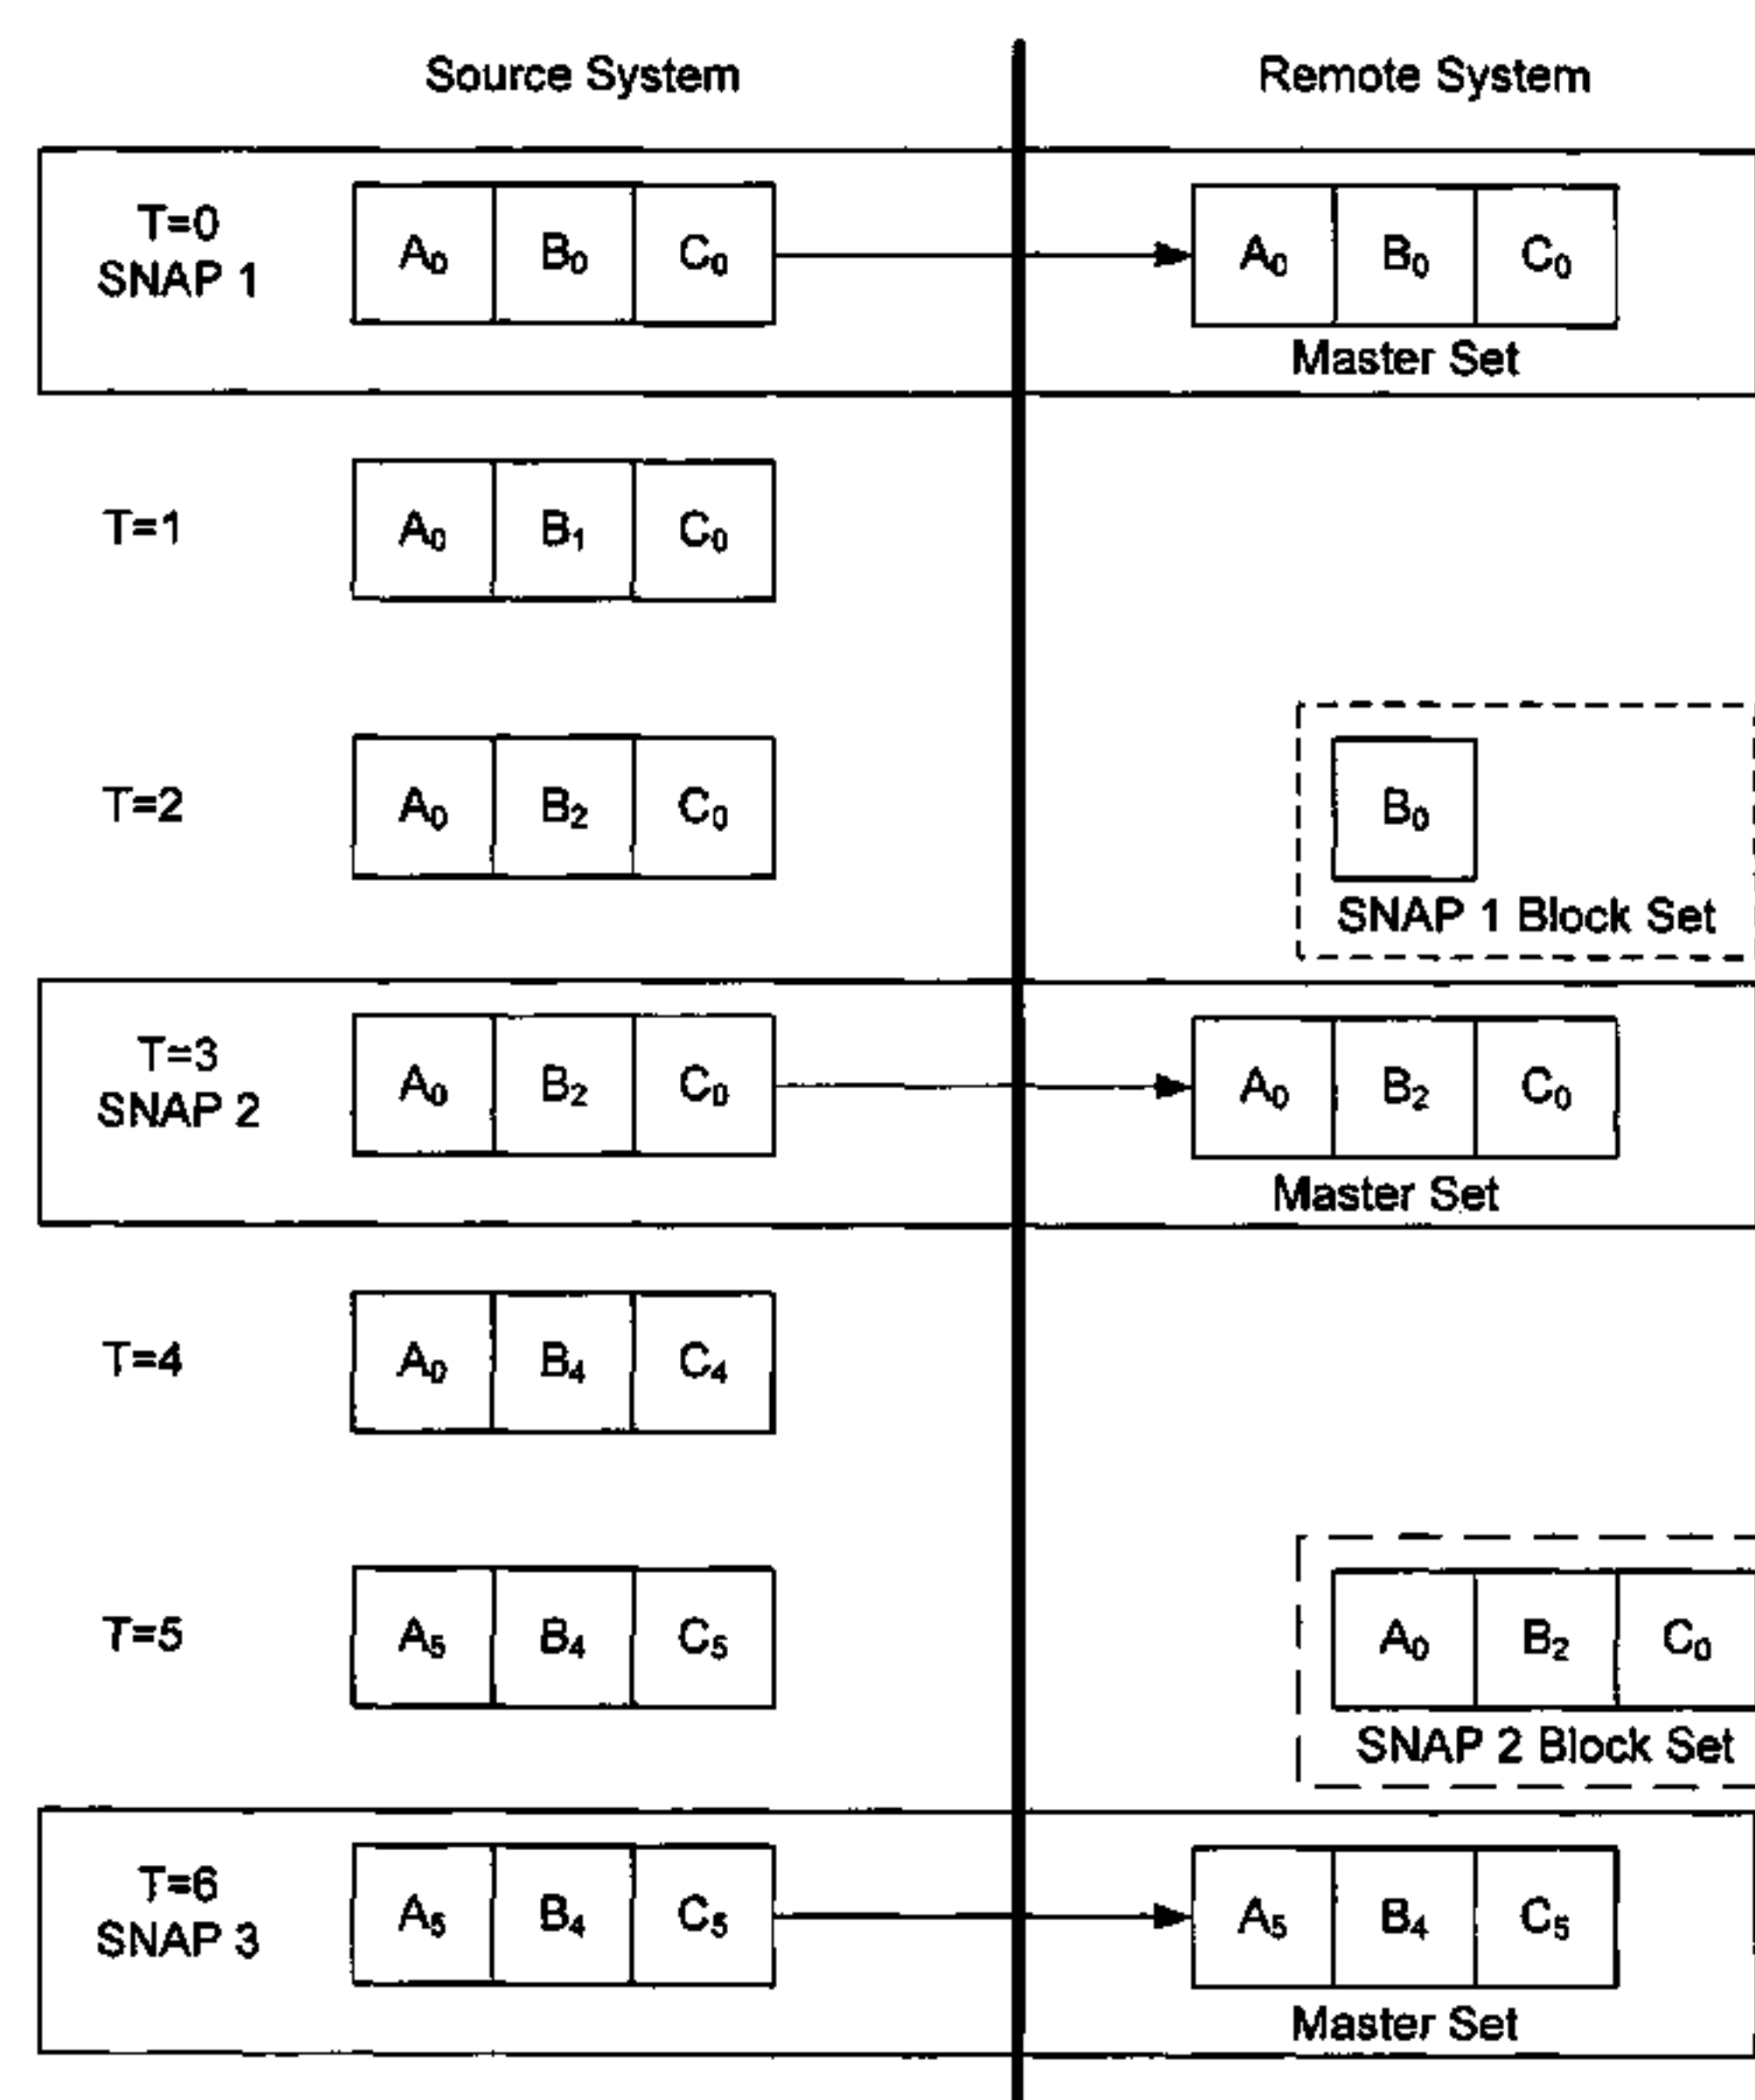 Source System Remote System
T=0
SNAP 1
A₀ B₀ C₀ A₀ B₀ C₀
Master Set
T=1 A₀ B₁ C₀
T=2 A₀ B₂ C₀ B₀
SNAP 1 Block Set
T=3
SNAP 2
A₀ B₂ C₀ A₀ B₂ C₀
Master Set
T=4 A₀ B₄ C₄
T=5 A₅ B₄ C₅ A₀ B₂ C₀
SNAP 2 Block Set
T=6
SNAP 3
A₅ B₄ C₅ A₅ B₄ C₅
Master Set